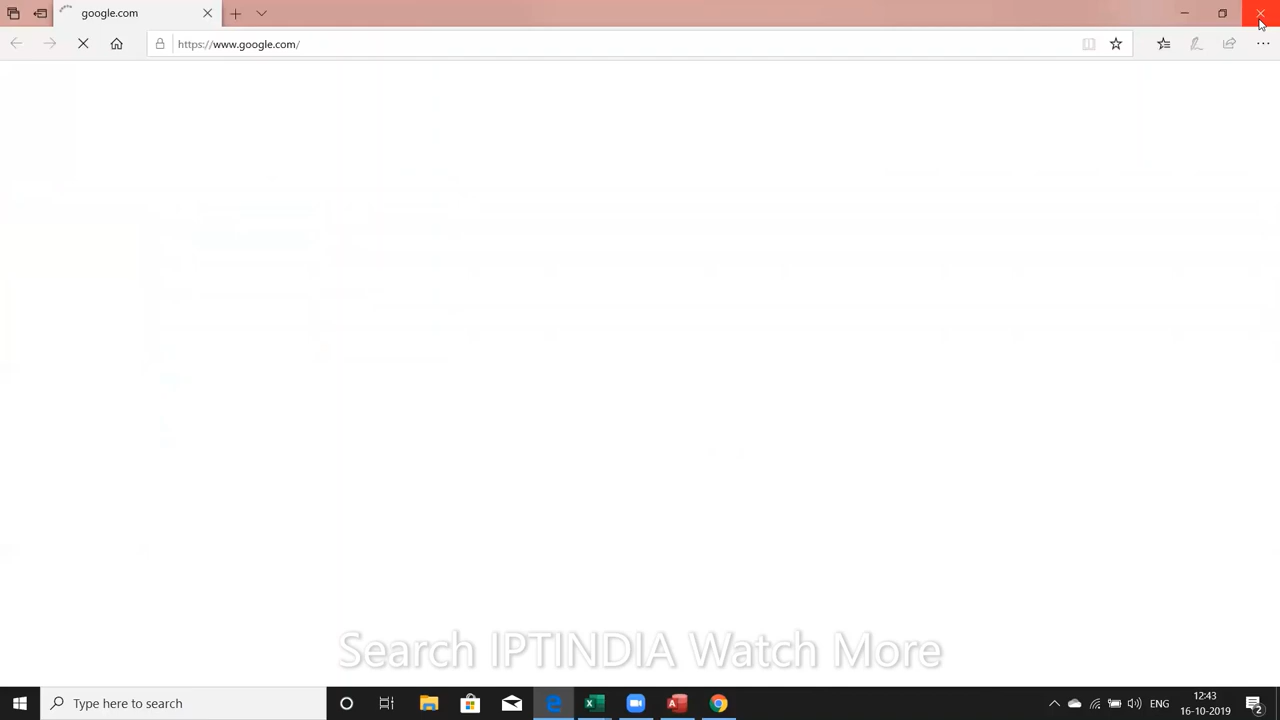 google.com
https://www.google.com/
Search IPTINDIA Watch More
Type here to search
ENG
12:43
16-10-2019
2